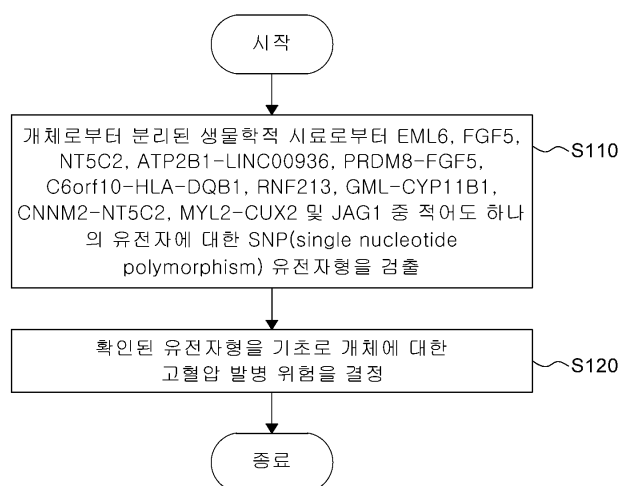 시작
개체로부터 분리된 생물학적 시료로부터 EML6, FGF5,
NT5C2, ATP2B1-LINC00936, PRDM8-FGF5,
C6orf10-HLA-DQB1, RNF213, GML-CYP11B1,
CNNM2-NT5C2, MYL2-CUX2 및 JAG1 중 적어도 하나
의 유전자에 대한 SNP(single nucleotide
polymorphism) 유전자형을 검출
S110
확인된 유전자형을 기초로 개체에 대한
고혈압 발병 위험을 결정
S120
종료